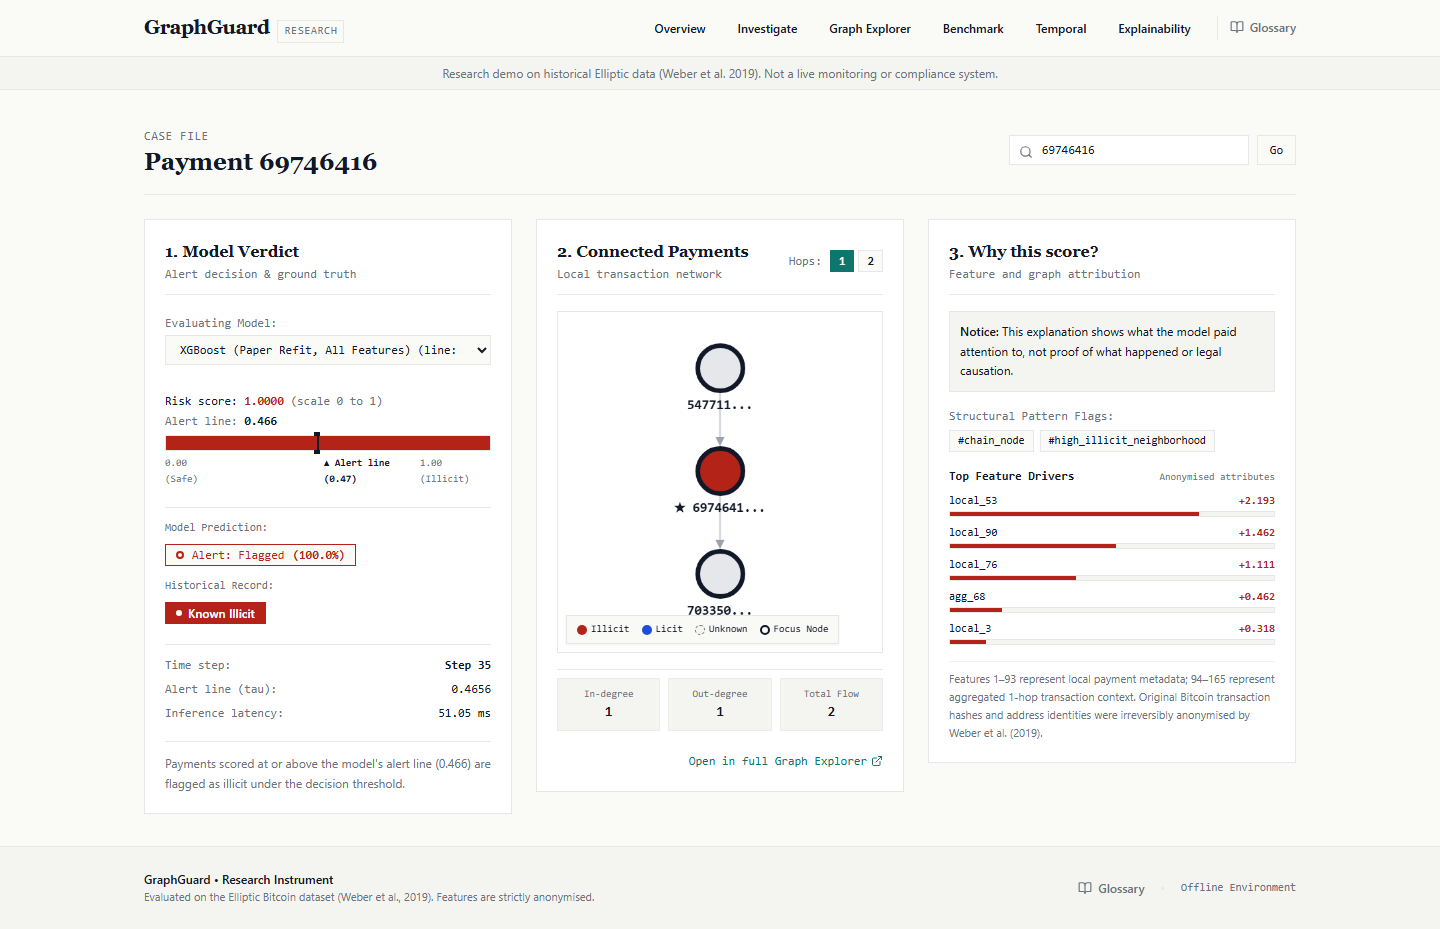 GraphGuard RESEARCH
Overview Investigate Graph Explorer Benchmark Temporal Explainability Glossary
Research demo on historical Elliptic data (Weber et al. 2019). Not a live monitoring or compliance system.
CASE FILE
Payment 69746416
69746416 Go
1. Model Verdict
Alert decision & ground truth
Evaluating Model:
XGBoost (Paper Refit, All Features) (line:
Risk score: 1.0000 (scale 0 to 1)
Alert line: 0.466
0.00
(Safe)
▲ Alert line
(0.47)
1.00
(Illicit)
Model Prediction:
Alert: Flagged (100.0%)
Historical Record:
Known Illicit
Time step: Step 35
Alert line (tau): 0.4656
Inference latency: 51.05 ms
Payments scored at or above the model's alert line (0.466) are
flagged as illicit under the decision threshold.
2. Connected Payments
Local transaction network
Hops: 1 2
547711...
★ 6974641...
703350...
Illicit Licit Unknown Focus Node
In-degree
1
Out-degree
1
Total Flow
2
Open in full Graph Explorer
3. Why this score?
Feature and graph attribution
Notice: This explanation shows what the model paid
attention to, not proof of what happened or legal
causation.
Structural Pattern Flags:
#chain_node #high_illicit_neighborhood
Top Feature Drivers Anonymised attributes
local_53 +2.193
local_90 +1.462
local_76 +1.111
agg_68 +0.462
local_3 +0.318
Features 1–93 represent local payment metadata; 94–165 represent
aggregated 1-hop transaction context. Original Bitcoin transaction
hashes and address identities were irreversibly anonymised by
Weber et al. (2019).
GraphGuard • Research Instrument
Evaluated on the Elliptic Bitcoin dataset (Weber et al., 2019). Features are strictly anonymised.
Glossary · Offline Environment